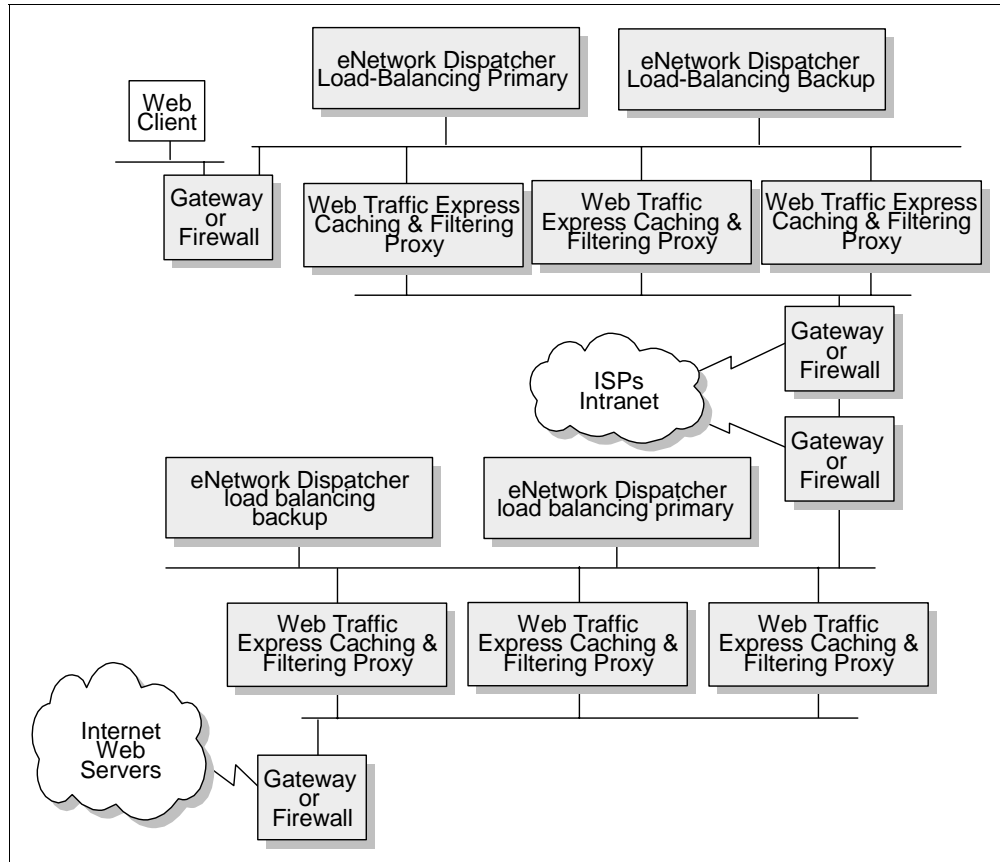 eNetwork Dispatcher
Load-Balancing Primary
eNetwork Dispatcher
Load-Balancing Backup
Web
Client
Gateway
or
Firewall
Web Traffic Express
Caching & Filtering
Proxy
Web Traffic
Express Caching &
Filtering Proxy
Web Traffic Express
Caching & Filtering
Proxy
Gateway
or
Firewall
ISPs
Intranet
Gateway
or
Firewall
eNetwork Dispatcher
load balancing
backup
eNetwork Dispatcher
load balancing primary
Web Traffic
Express Caching &
Filtering Proxy
Web Traffic
Express Caching &
Filtering Proxy
Web Traffic
Express Caching &
Filtering Proxy
Internet
Web
Servers
Gateway
or
Firewall